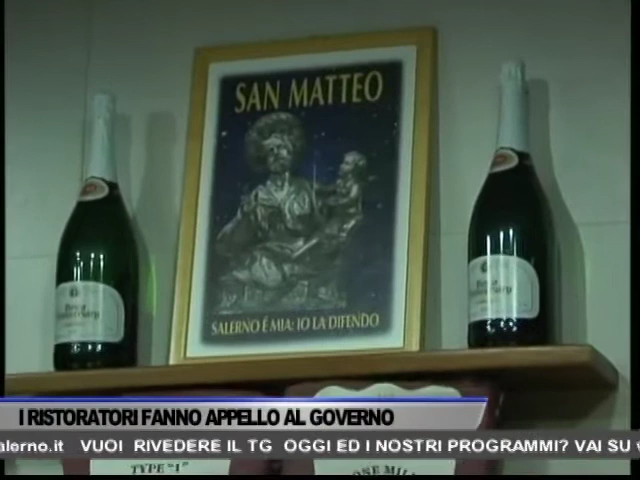 SAN MATTEO
SALERNO È MIA: IO LA DIFENDO
I RISTORATORI FANNO APPELLO AL GOVERNO
alerno.it VUOI RIVEDERE IL TG OGGI ED I NOSTRI PROGRAMMI? VAI SU
TYPE "1"